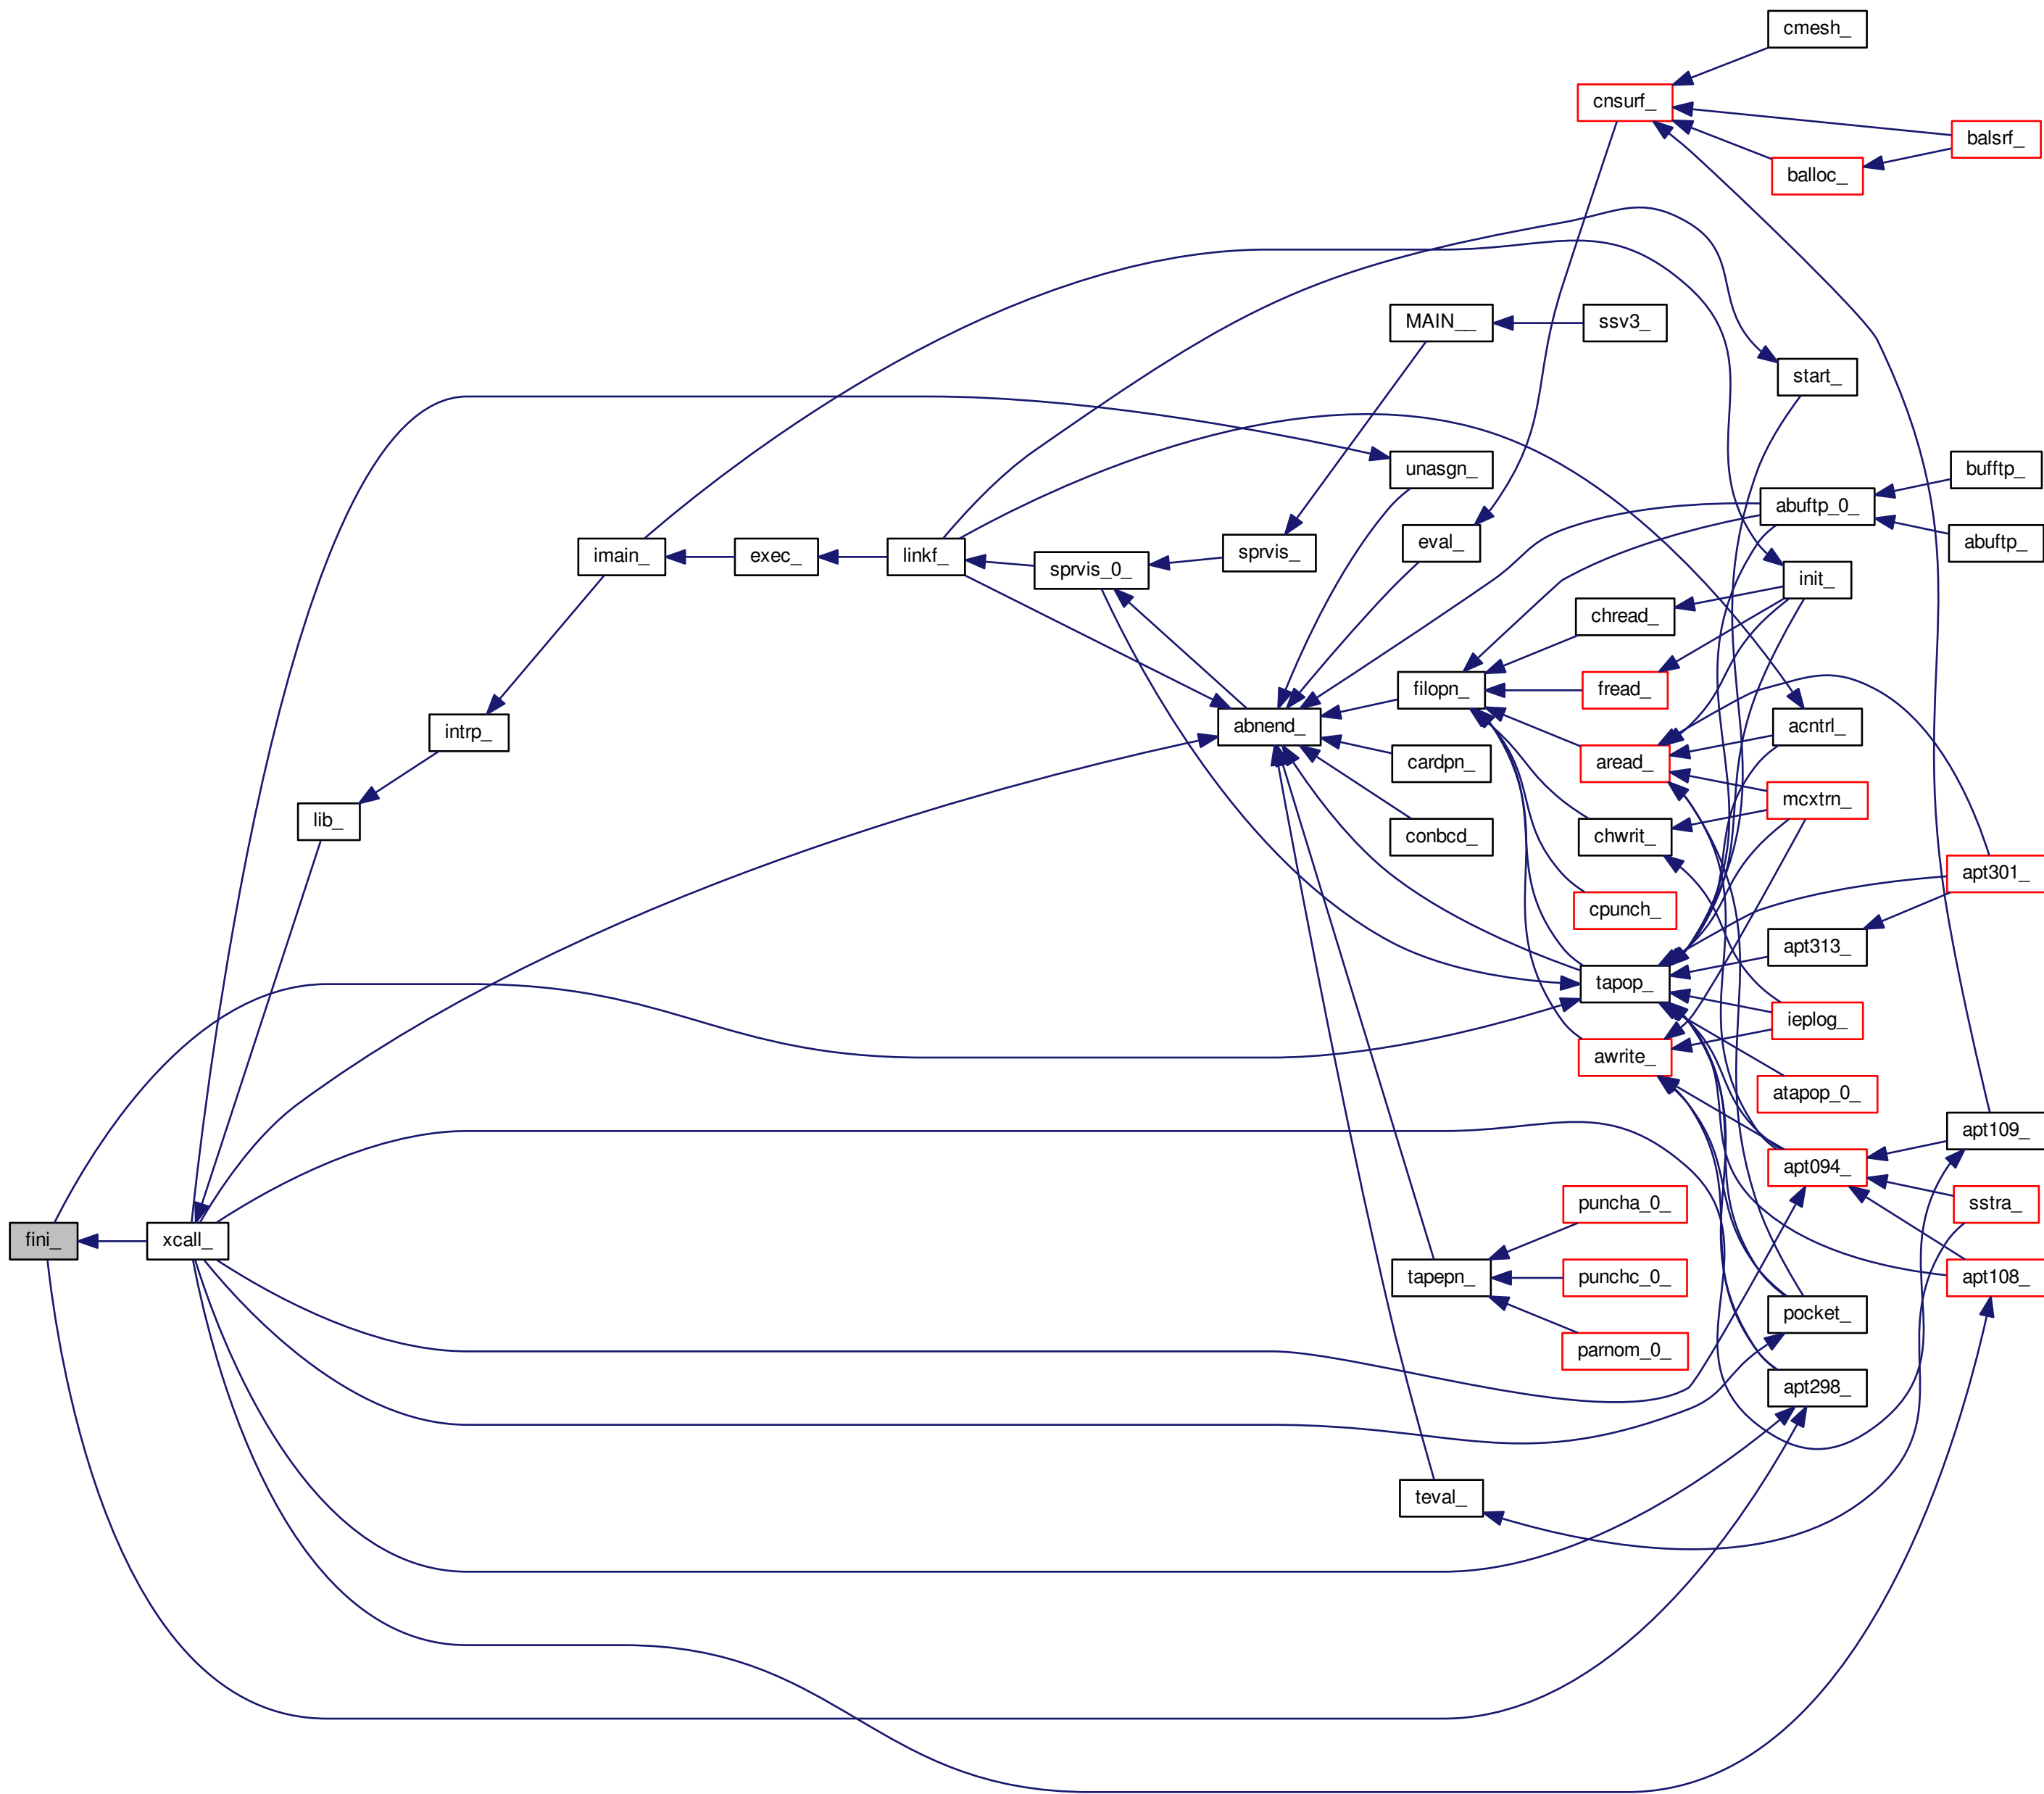 cmesh_
cnsurf_
balsrf_
balloc_
MAIN__
ssv3_
start_
unasgn_
bufftp_
abuftp_0_
eval_
abuftp_
imain_
exec_
linkf_
sprvis_0_
sprvis_
init_
chread_
filopn_
fread_
intrp_
abnend_
acntrl_
cardpn_
aread_
mcxtrn_
lib_
conbcd_
chwrit_
apt301_
cpunch_
apt313_
tapop_
ieplog_
awrite_
atapop_0_
apt109_
apt094_
puncha_0_
sstra_
fini_
xcall_
tapepn_
punchc_0_
apt108_
pocket_
parnom_0_
apt298_
teval_